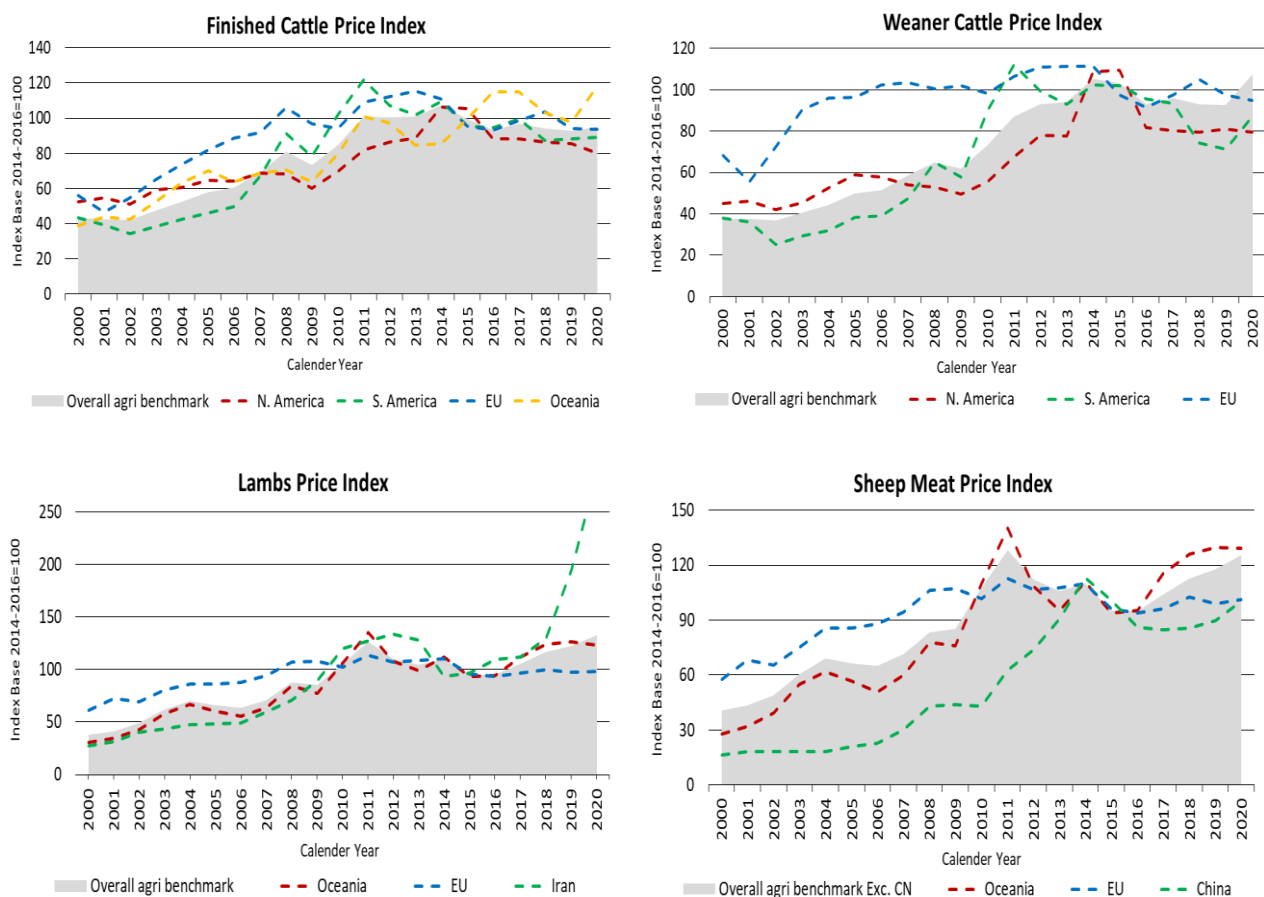 Finished Cattle Price Index
Index Base 2014-2016=100
140
120
100
80
60
40
20
0
2000 2001 2002 2003 2004 2005 2006 2007 2008 2009 2010 2011 2012 2013 2014 2015 2016 2017 2018 2019 2020
Calender Year
Overall agri benchmark N. America S. America EU Oceania
Weaner Cattle Price Index
Index Base 2014-2016=100
120
100
80
60
40
20
0
2000 2001 2002 2003 2004 2005 2006 2007 2008 2009 2010 2011 2012 2013 2014 2015 2016 2017 2018 2019 2020
Calender Year
Overall agri benchmark N. America S. America EU
Lambs Price Index
Index Base 2014-2016=100
250
200
150
100
50
0
2000 2001 2002 2003 2004 2005 2006 2007 2008 2009 2010 2011 2012 2013 2014 2015 2016 2017 2018 2019 2020
Calender Year
Overall agri benchmark Oceania EU Iran
Sheep Meat Price Index
Index Base 2014-2016=100
150
120
90
60
30
0
2000 2001 2002 2003 2004 2005 2006 2007 2008 2009 2010 2011 2012 2013 2014 2015 2016 2017 2018 2019 2020
Calender Year
Overall agri benchmark Exc. CN Oceania EU China